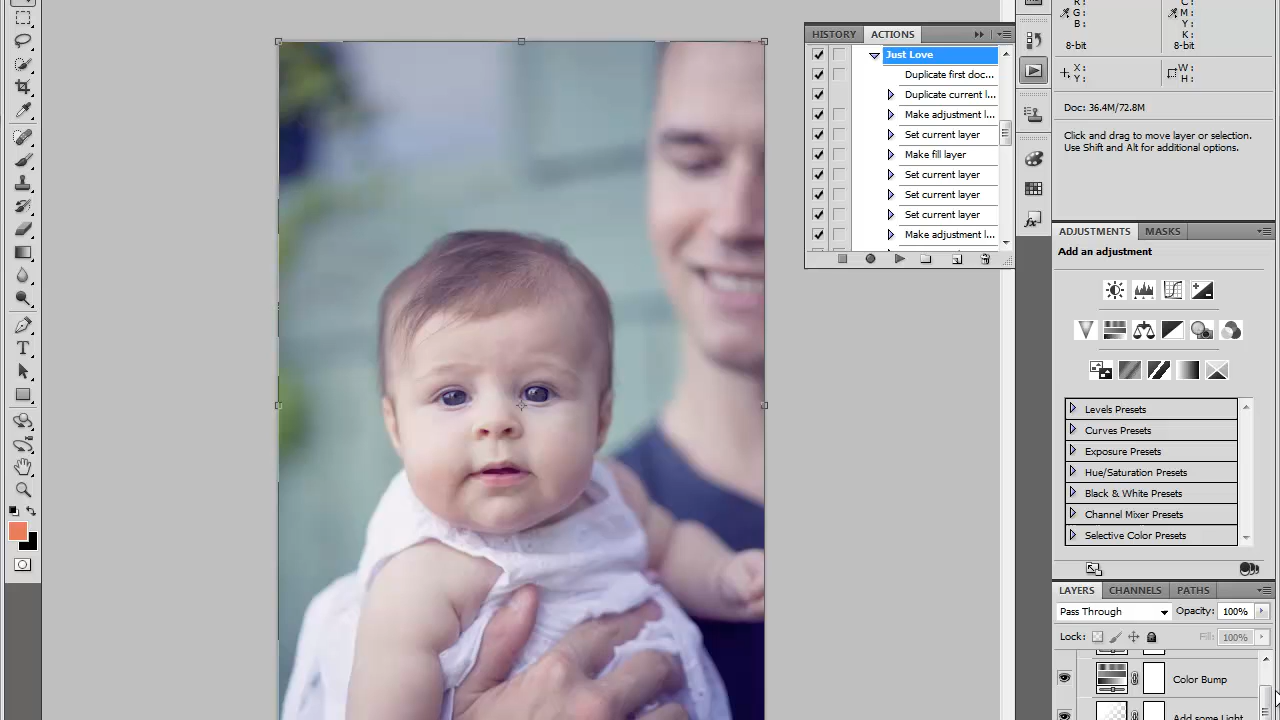 HISTORY
ACTIONS
Just Love
Duplicate first doc...
Duplicate current l...
Make adjustment l...
Set current layer
Make fill layer
Set current layer
Set current layer
Set current layer
Make adjustment l...
G:
B:
8-bit
M:
Y:
K:
8-bit
X:
Y:
W:
H:
Doc: 36.4M/72.8M
Click and drag to move layer or selection.
Use Shift and Alt for additional options.
ADJUSTMENTS
MASKS
Add an adjustment
Levels Presets
Curves Presets
Exposure Presets
Hue/Saturation Presets
Black & White Presets
Channel Mixer Presets
Selective Color Presets
LAYERS
CHANNELS
PATHS
Pass Through
Opacity: 100%
Lock:
Fill: 100%
Color Bump
Add some Light